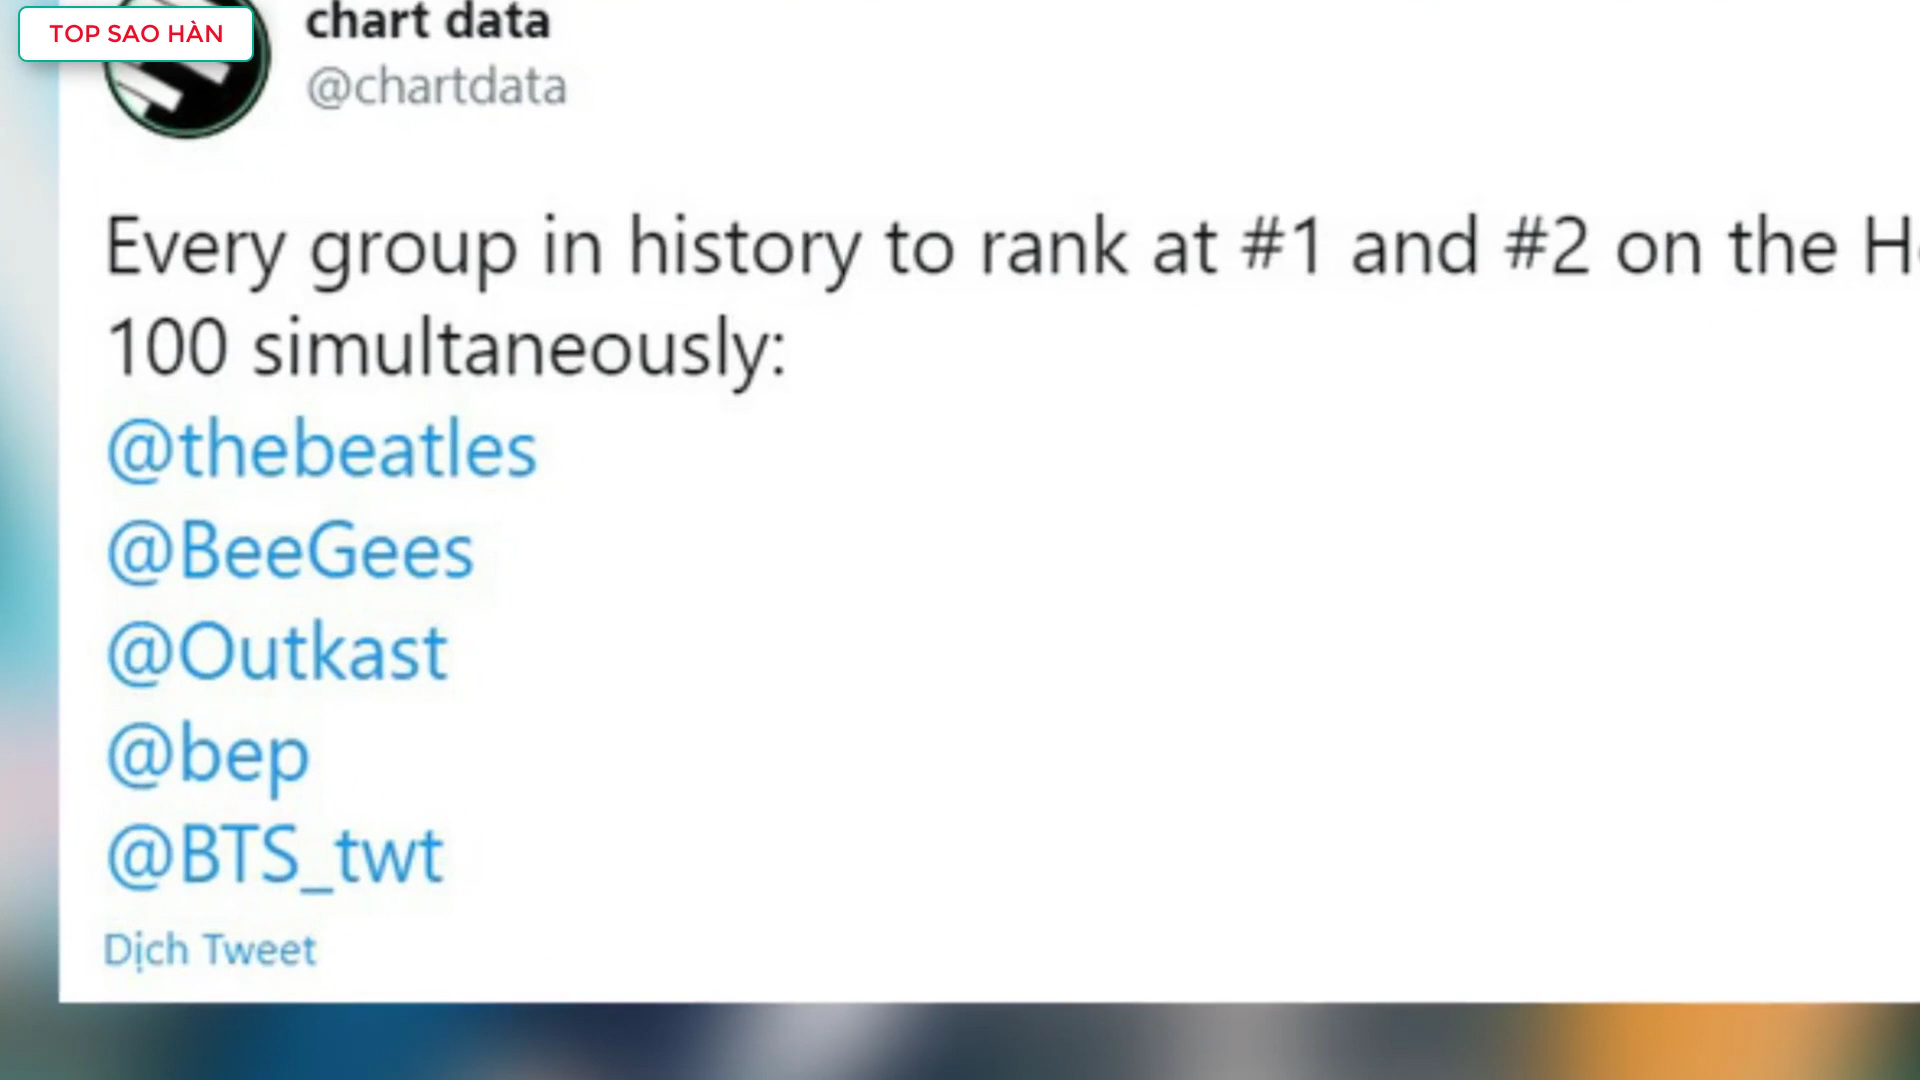 TOP SAO HÀN
chart data
@chartdata
Every group in history to rank at #1 and #2 on the
100 simultaneously:
@thebeatles
@BeeGees
@Outkast
@bep
@BTS_twt
Dịch Tweet